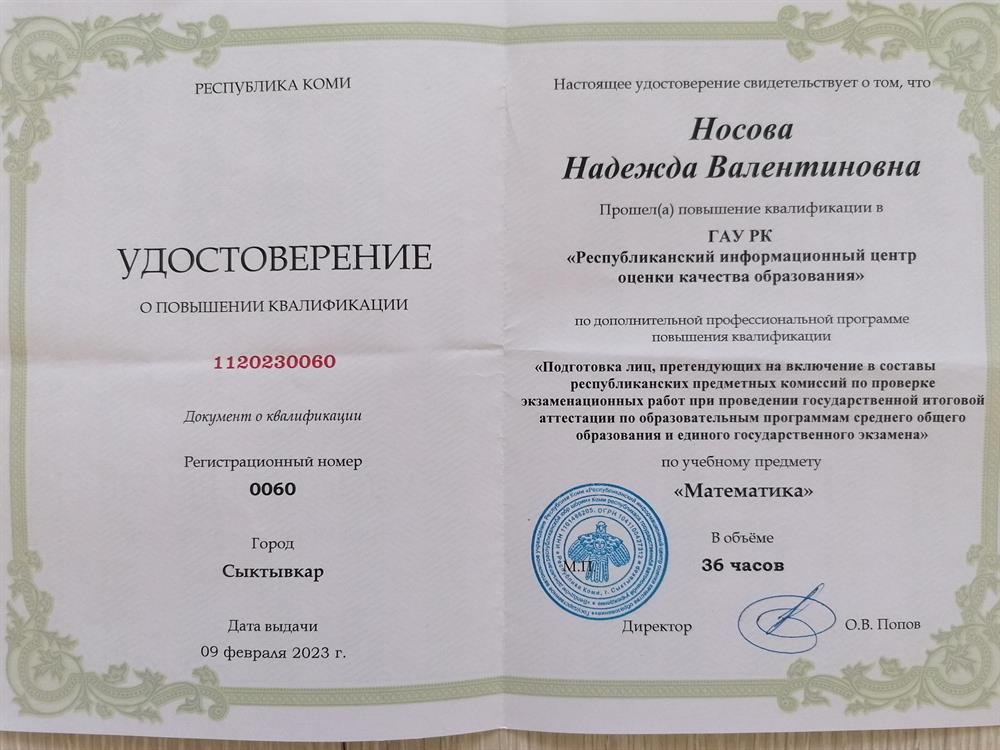 РЕСПУБЛИКА КОМИ
УДОСТОВЕРЕНИЕ
О ПОВЫШЕНИИ КВАЛИФИКАЦИИ
1120230060
Документ о квалификации
Регистрационный номер
0060
Город
Сыктывкар
Дата выдачи
09 февраля 2023 г.
Настоящее удостоверение свидетельствует о том, что
Носова
Надежда Валентиновна
Прошел(а) повышение квалификации в
ГАУ РК
«Республиканский информационный центр
оценки качества образования»
по дополнительной профессиональной программе
повышения квалификации
«Подготовка лиц, претендующих на включение в составы
республиканских предметных комиссий по проверке
экзаменационных работ при проведении государственной итоговой
аттестации по образовательным программам среднего общего
образования и единого государственного экзамена»
по учебному предмету
«Математика»
В объёме
36 часов
М.П.
Директор
О.В. Попов